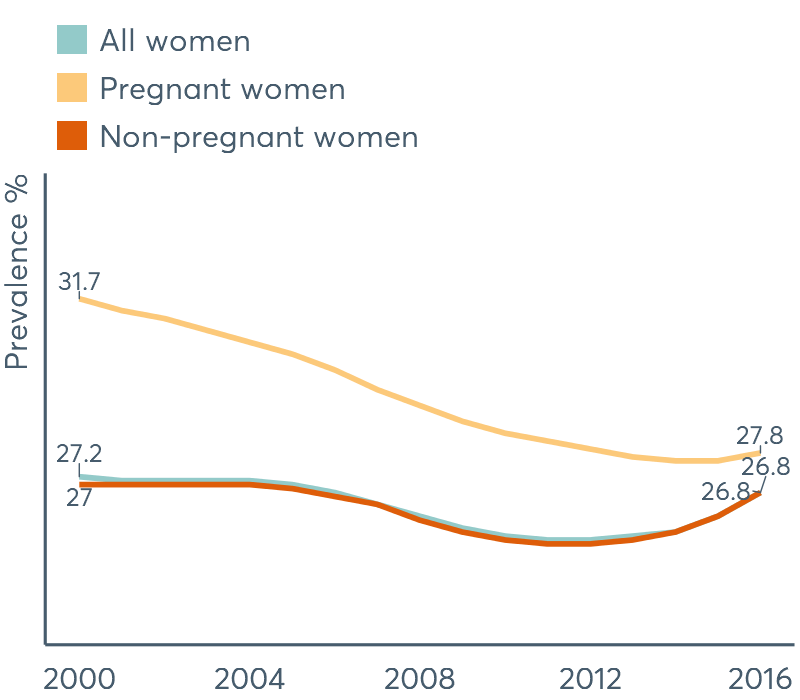 All women
Pregnant women
Non-pregnant women
Prevalence %
31.7
27.2
27
27.8
26.8
26.8
2000 2004 2008 2012 2016